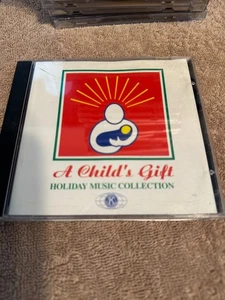 A Child's Gift
HOLIDAY MUSIC COLLECTION
K